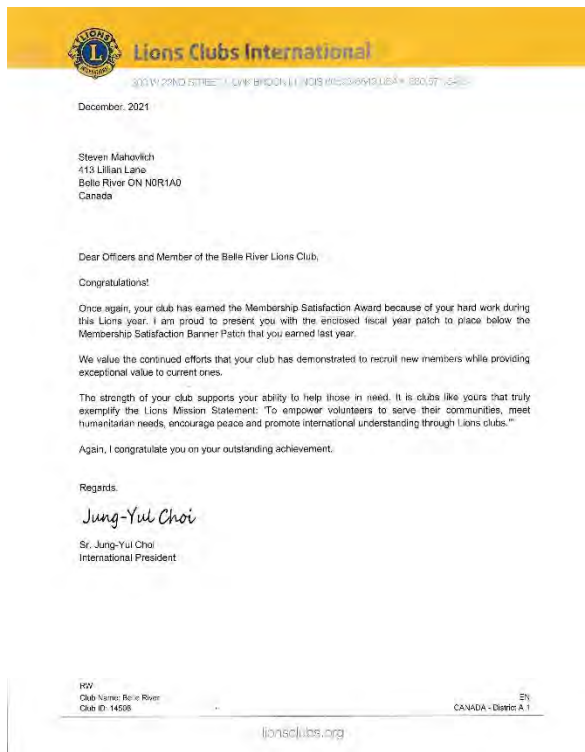 LIONS
L
Lions Clubs International
December, 2021
Steven Mahovlich
413 Lillian Lane
Belle River ON N0R1A0
Canada
Dear Officers and Member of the Belle River Lions Club,
Congratulations!
Once again, your club has earned the Membership Satisfaction Award because of your hard work during
this Lions year. I am proud to present you with the enclosed fiscal year patch to place below the
Membership Satisfaction Banner Patch that you earned last year.
We value the continued efforts that your club has demonstrated to recruit new members while providing
exceptional value to current ones.
The strength of your club supports your ability to help those in need. It is clubs like yours that truly
exemplify the Lions Mission Statement: "To empower volunteers to serve their communities, meet
humanitarian needs, encourage peace and promote international understanding through Lions clubs."
Again, I congratulate you on your outstanding achievement.
Regards,
Jung-Yul Choi
Sr. Jung-Yul Choi
International President
RW
Club Name: Belle River
Club ID: 14508
EN
CANADA - District A 1
lionsclubs.org